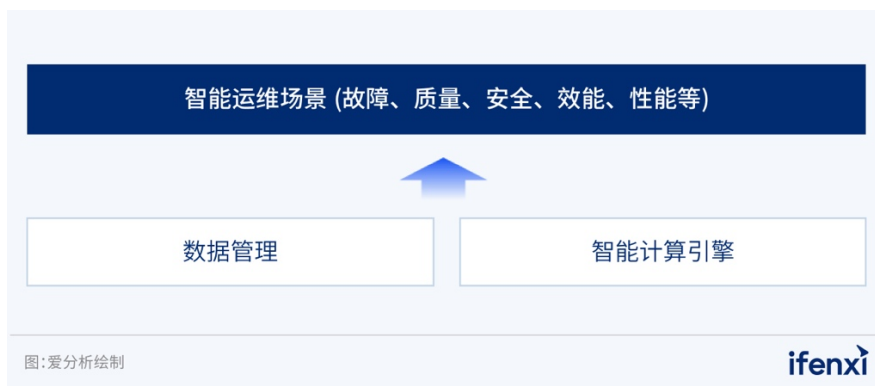 智能运维场景 (故障、质量、安全、效能、性能等)
数据管理
智能计算引擎
图:爱分析绘制
ifenxi